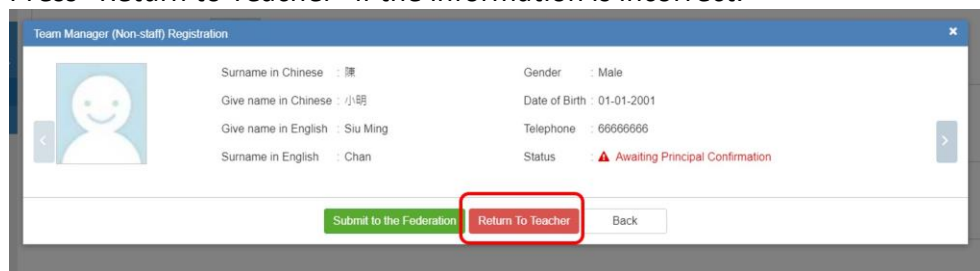 Press "Return to Teacher" if the information is incorrect.
Team Manager (Non-staff) Registration ×
Surname in Chinese : 陳 Gender : Male
Give name in Chinese : 小明 Date of Birth : 01-01-2001
Give name in English : Siu Ming Telephone : 66666666
Surname in English : Chan Status : Awaiting Principal Confirmation
Submit to the Federation Return To Teacher Back